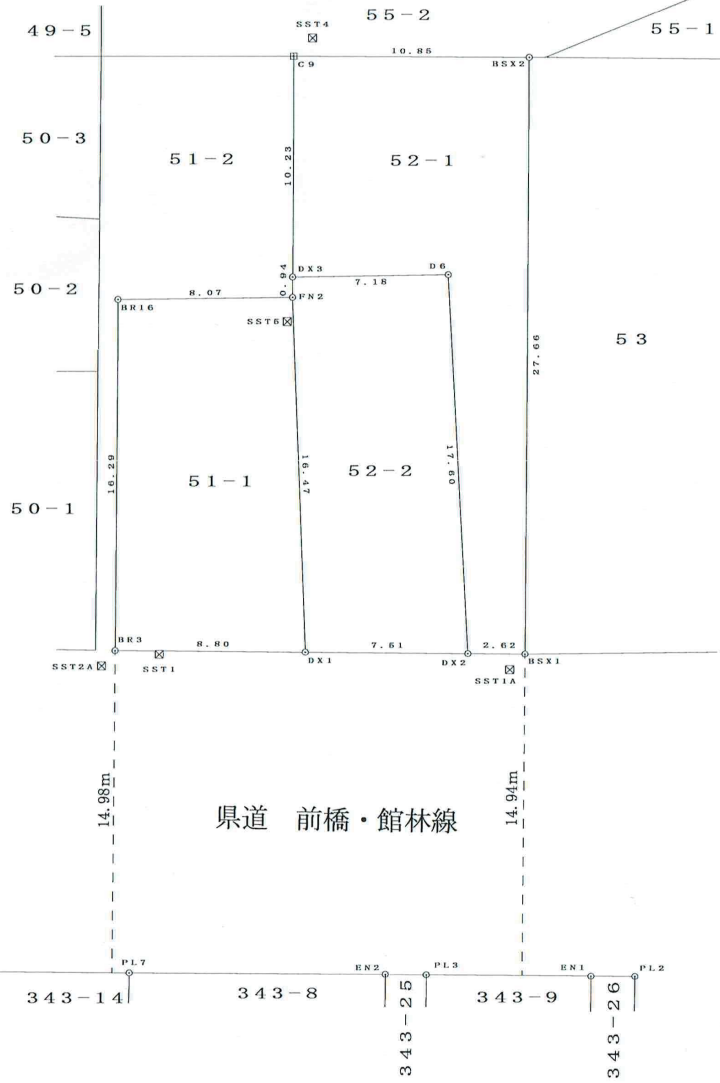 55-2
SST4
49-5
55-1
10.85
C9
BSX2
50-3
51-2
10.23
52-1
DX3
D6
0.94
7.18
50-2
8.07
FN2
BR16
SST5
53
27.66
16.29
51-1
16.47
52-2
17.60
50-1
BR3
8.80
7.51
2.62
SST2A
SST1
DX1
DX2
BSX1
SST1A
14.98m
14.94m
県道 前橋・館林線
PL7
EN2
PL3
EN1
PL2
343-14
343-8
343-25
343-9
343-26